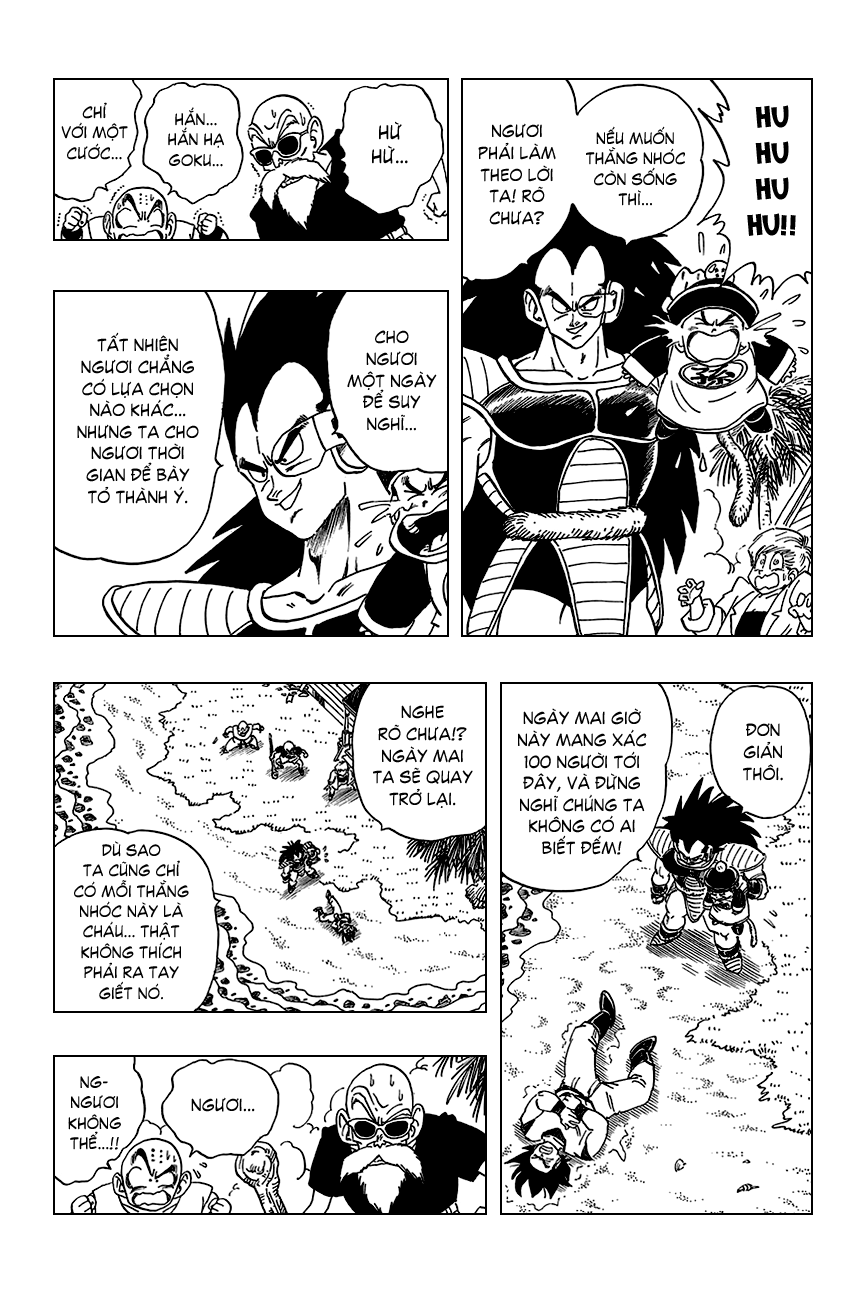 HỪ
HỪ...
HẮN...
HẮN HẠ
GOKU...
CHỈ
VỚI MỘT
CƯỚC...
HU
HU
HU
HU!!
NẾU MUỐN
THẰNG NHÓC
CÒN SỐNG
THÌ...
NGƯƠI
PHẢI LÀM
THEO LỜI
TA! RÕ
CHƯA?
CHO
NGƯƠI
MỘT NGÀY
ĐỂ SUY
NGHĨ...
TẤT NHIÊN
NGƯƠI CHẲNG
CÓ LỰA CHỌN
NÀO KHÁC...
NHƯNG TA CHO
NGƯƠI THỜI
GIAN ĐỂ BÀY
TỎ THÀNH Ý.
ĐƠN
GIẢN
THÔI.
NGÀY MAI GIỜ
NÀY MANG XÁC
100 NGƯỜI TỚI
ĐÂY, VÀ ĐỪNG
NGHĨ CHÚNG TA
KHÔNG CÓ AI
BIẾT ĐẾM!
NGHE
RÕ CHƯA!?
NGÀY MAI
TA SẼ QUAY
TRỞ LẠI.
DÙ SAO
TA CŨNG CHỈ
CÓ MỖI THẰNG
NHÓC NÀY LÀ
CHÁU... THẬT
KHÔNG THÍCH
PHẢI RA TAY
GIẾT NÓ.
NGƯƠI...
NG-
NGƯƠI
KHÔNG
THỂ...!!